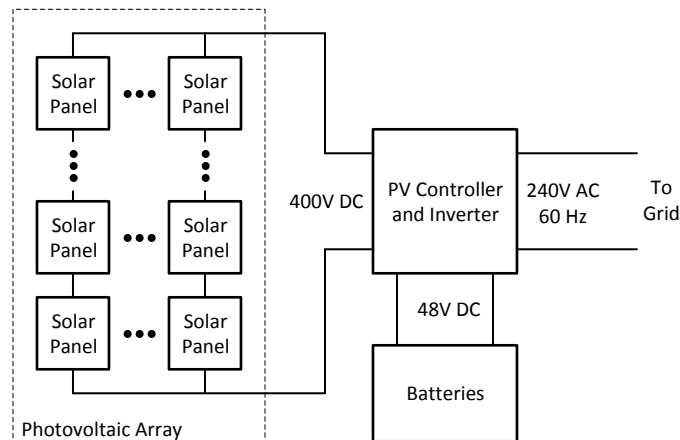 Solar
Panel
Solar
Panel
400V DC
PV Controller
and Inverter
240V AC
60 Hz
To
Grid
Solar
Panel
Solar
Panel
Solar
Panel
Solar
Panel
48V DC
Batteries
Photovoltaic Array